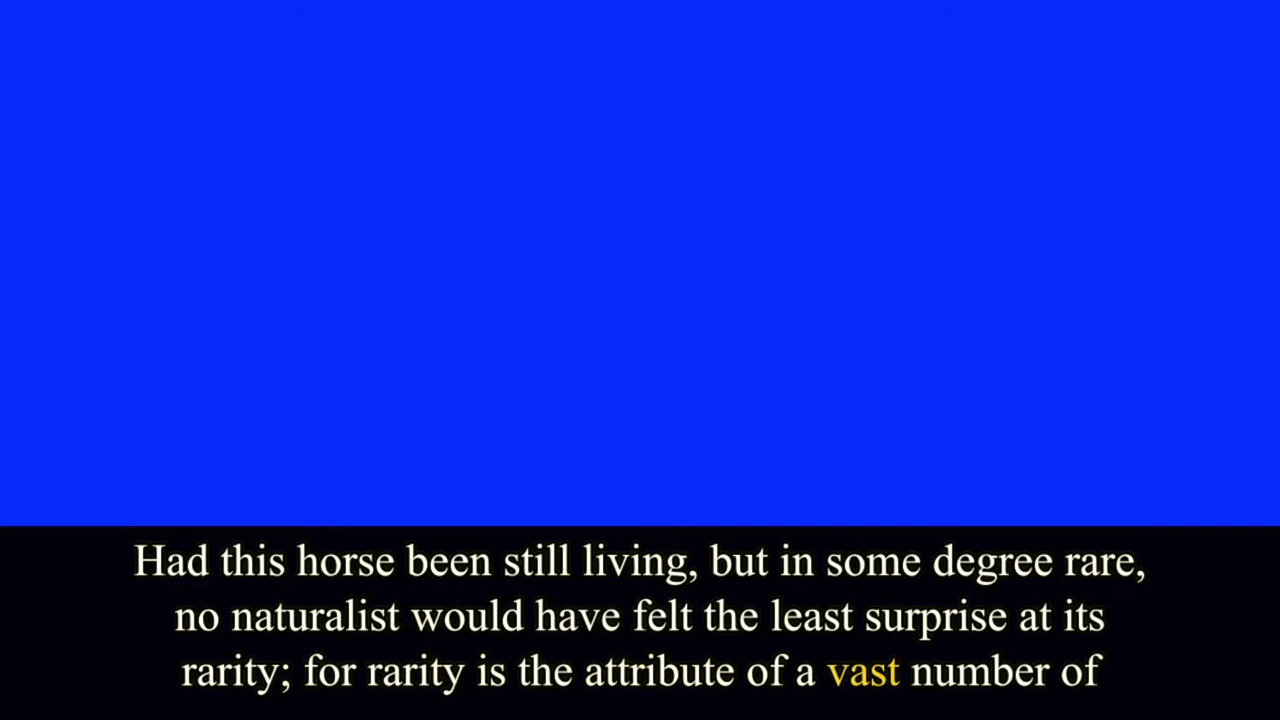 Had this horse been still living, but in some degree rare,
no naturalist would have felt the least surprise at its
rarity; for rarity is the attribute of a vast number of